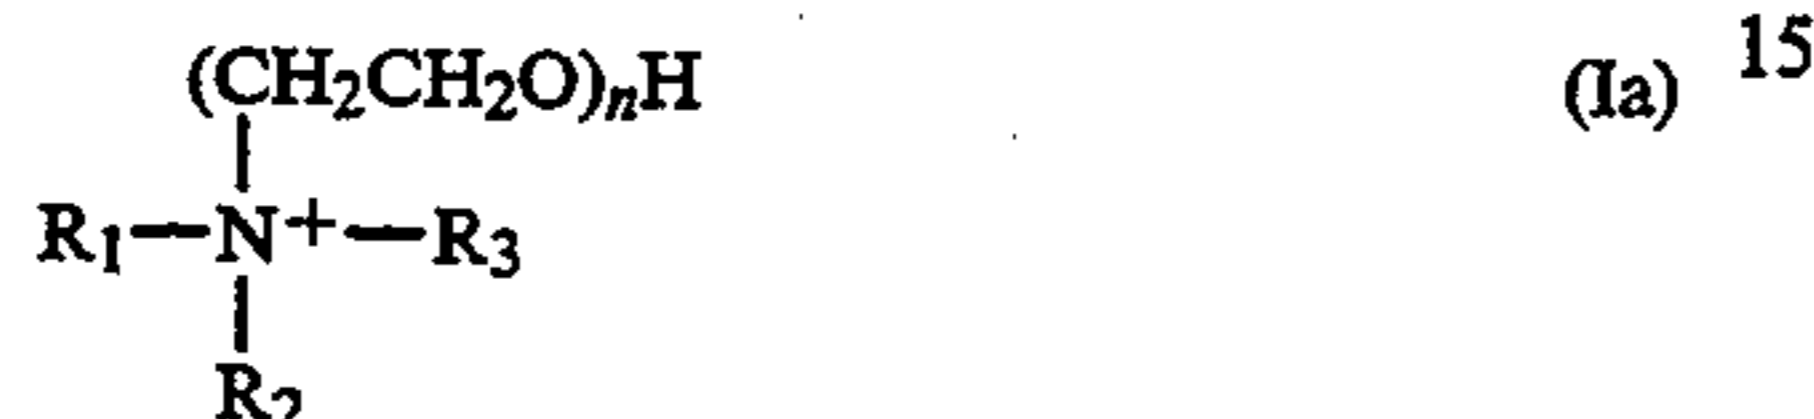 (CH₂CH₂O)ₙH (Ia) 15
R₁—N⁺—R₃
R₂